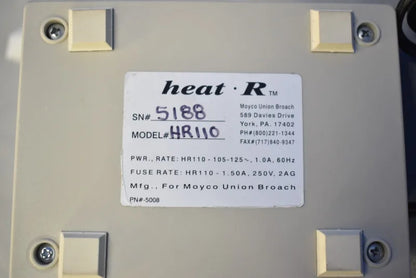 heat · R TM
Moyco Union Broach
589 Davies Drive
York, PA. 17402
PH#(800)221-1344
FAX#(717)840-9347
SN# 5188
MODEL# HR110
PWR., RATE: HR110 - 105-125~, 1.0A, 60Hz
FUSE RATE: HR110 - 1.50A, 250V, 2AG
Mfg., For Moyco Union Broach
PN#-5008